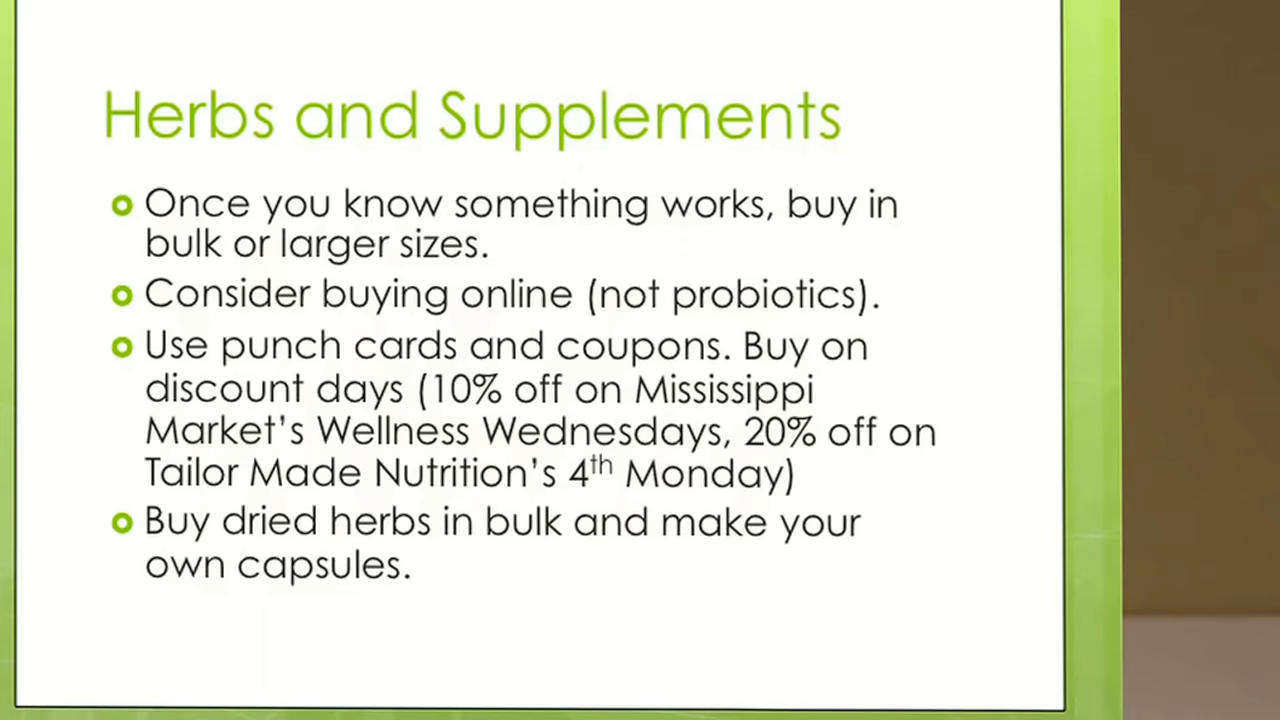 Herbs and Supplements
Once you know something works, buy in
bulk or larger sizes.
Consider buying online (not probiotics).
Use punch cards and coupons. Buy on
discount days (10% off on Mississippi
Market’s Wellness Wednesdays, 20% off on
Tailor Made Nutrition’s 4th Monday)
Buy dried herbs in bulk and make your
own capsules.